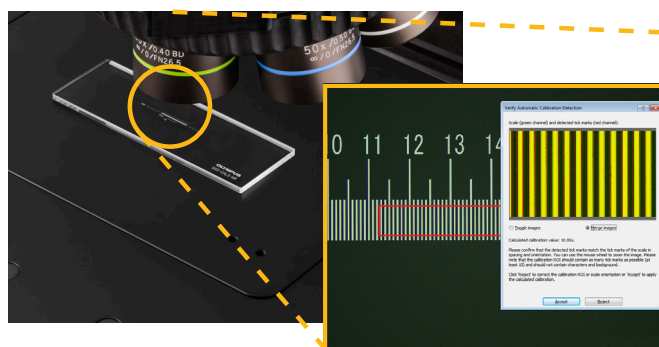 0X /0.40 BD
∞/0/FN26.5
50x /0.50 B
∞/0/FN26.5
OLYMPUS
0 11 12 13 14
Verify Automatic Calibration Detection
Scale (green channel) and detected tick marks (red channel):
Toggle images
Merge images
Calculated calibration value: 10.09x.
Please confirm that the detected tick marks match the tick marks of the scale in
spacing and orientation. You can use the mouse wheel to zoom the image. Please
note that the calibration ROI should contain as many tick marks as possible (at
least 10) and should not contain characters and background.
Click 'Reject' to correct the calibration ROI or scale orientation or 'Accept' to apply
the calculated calibration.
Accept
Reject